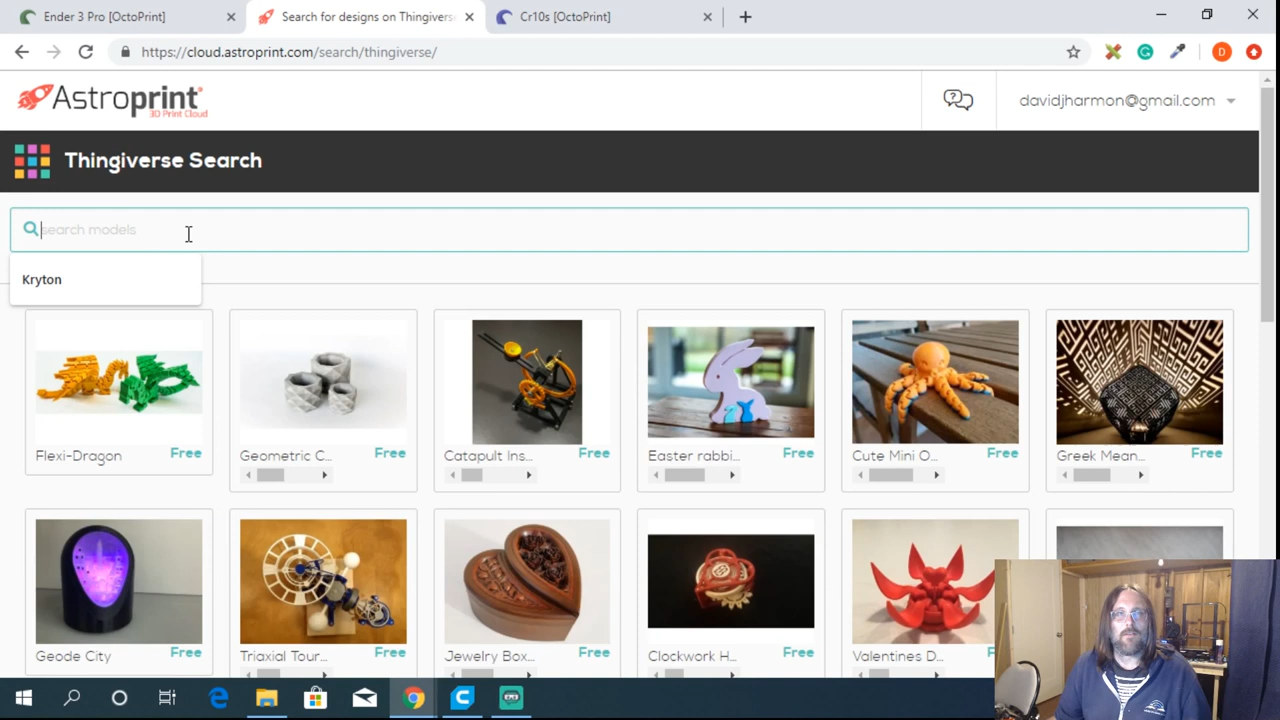 Ender 3 Pro [OctoPrint]
Search for designs on Thingivers
Cr10s [OctoPrint]
https://cloud.astroprint.com/search/thingiverse/
D
Astroprint
3D Print Cloud
davidjharmon@gmail.com
Thingiverse Search
search models
Kryton
Flexi-Dragon Free
Geometric C... Free
Catapult Ins... Free
Easter rabbi... Free
Cute Mini O... Free
Greek Mean... Free
Geode City Free
Triaxial Tour... Free
Jewelry Box... Free
Clockwork H... Free
Valentines D...